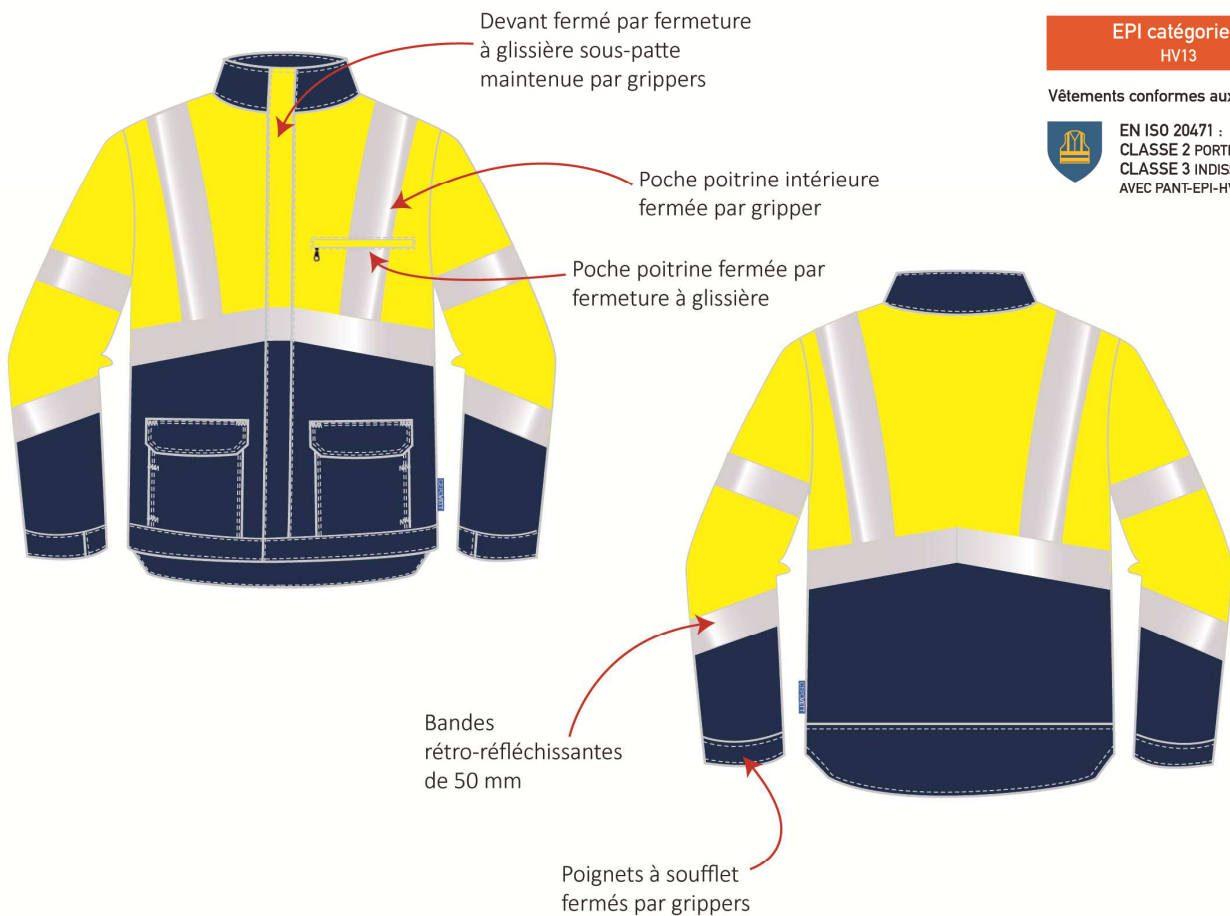 Devant fermé par fermeture
à glissière sous-patte
maintenue par grippers
EPI catégorie
HV13
Vêtements conformes aux
EN ISO 20471 :
CLASSE 2
CLASSE 3
AVEC
Poche poitrine intérieure
fermée par gripper
Poche poitrine fermée par
fermeture à glissière
Bandes
rétro-réfléchissantes
de 50 mm
Poignets à soufflet
fermés par grippers